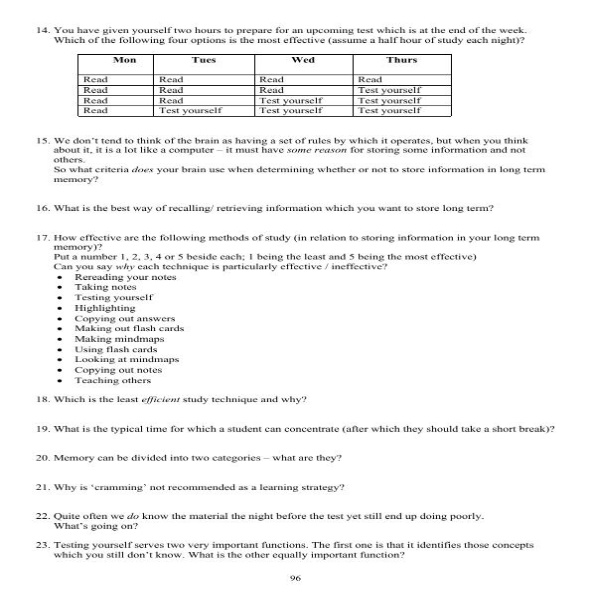 14. You have given yourself two hours to prepare for an upcoming test which is at the end of the week.
Which of the following four options is the most effective (assume a half hour of study each night)?
Mon Tues Wed Thurs
Read Read Read Read
Read Read Read Test yourself
Read Read Test yourself Test yourself
Read Test yourself Test yourself Test yourself
15. We don't tend to think of the brain as having a set of rules by which it operates, but when you think
about it, it is a lot like a computer – it must have some reason for storing some information and not
others.
So what criteria does your brain use when determining whether or not to store information in long term
memory?
16. What is the best way of recalling/ retrieving information which you want to store long term?
17. How effective are the following methods of study (in relation to storing information in your long term
memory)?
Put a number 1, 2, 3, 4 or 5 beside each; 1 being the least and 5 being the most effective)
Can you say why each technique is particularly effective / ineffective?
• Rereading your notes
• Taking notes
• Testing yourself
• Highlighting
• Copying out answers
• Making out flash cards
• Making mindmaps
• Using flash cards
• Looking at mindmaps
• Copying out notes
• Teaching others
18. Which is the least efficient study technique and why?
19. What is the typical time for which a student can concentrate (after which they should take a short break)?
20. Memory can be divided into two categories – what are they?
21. Why is 'cramming' not recommended as a learning strategy?
22. Quite often we do know the material the night before the test yet still end up doing poorly.
What's going on?
23. Testing yourself serves two very important functions. The first one is that it identifies those concepts
which you still don't know. What is the other equally important function?
96